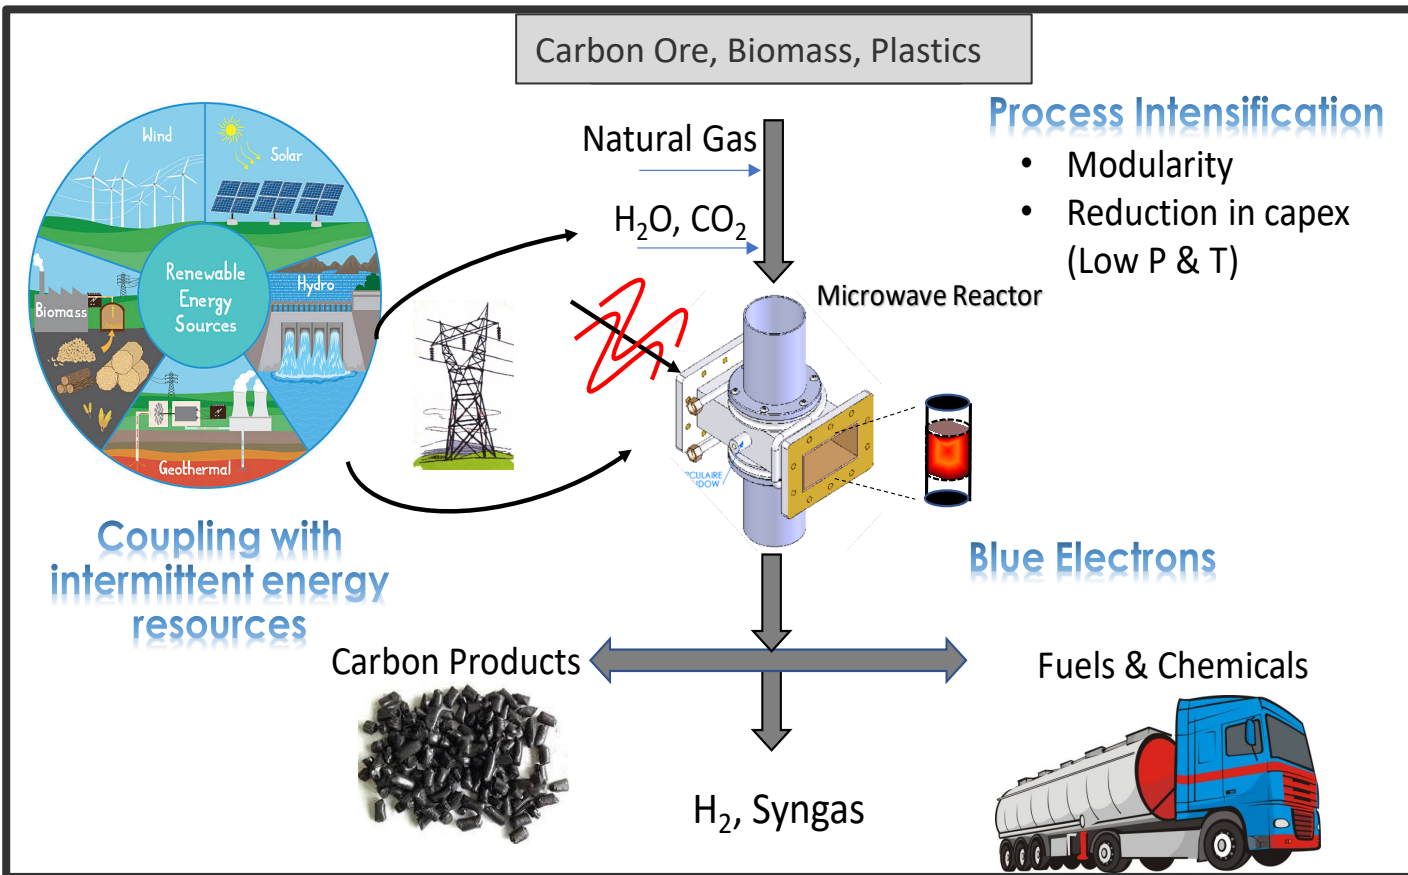 Carbon Ore, Biomass, Plastics
Process Intensification
• Modularity
• Reduction in capex
(Low P & T)
Natural Gas
H₂O, CO₂
Microwave Reactor
Wind
Solar
Renewable
Energy
Sources
Hydro
Biomass
Geothermal
Coupling with
intermittent energy
resources
Blue Electrons
Carbon Products
Fuels & Chemicals
H₂, Syngas